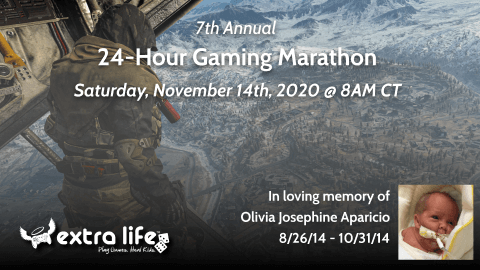 7th Annual
24-Hour Gaming Marathon
Saturday, November 14th, 2020 @ 8AM CT
In loving memory of
Olivia Josephine Aparicio
8/26/14 - 10/31/14
extra life
Play Games. Heal Kids.